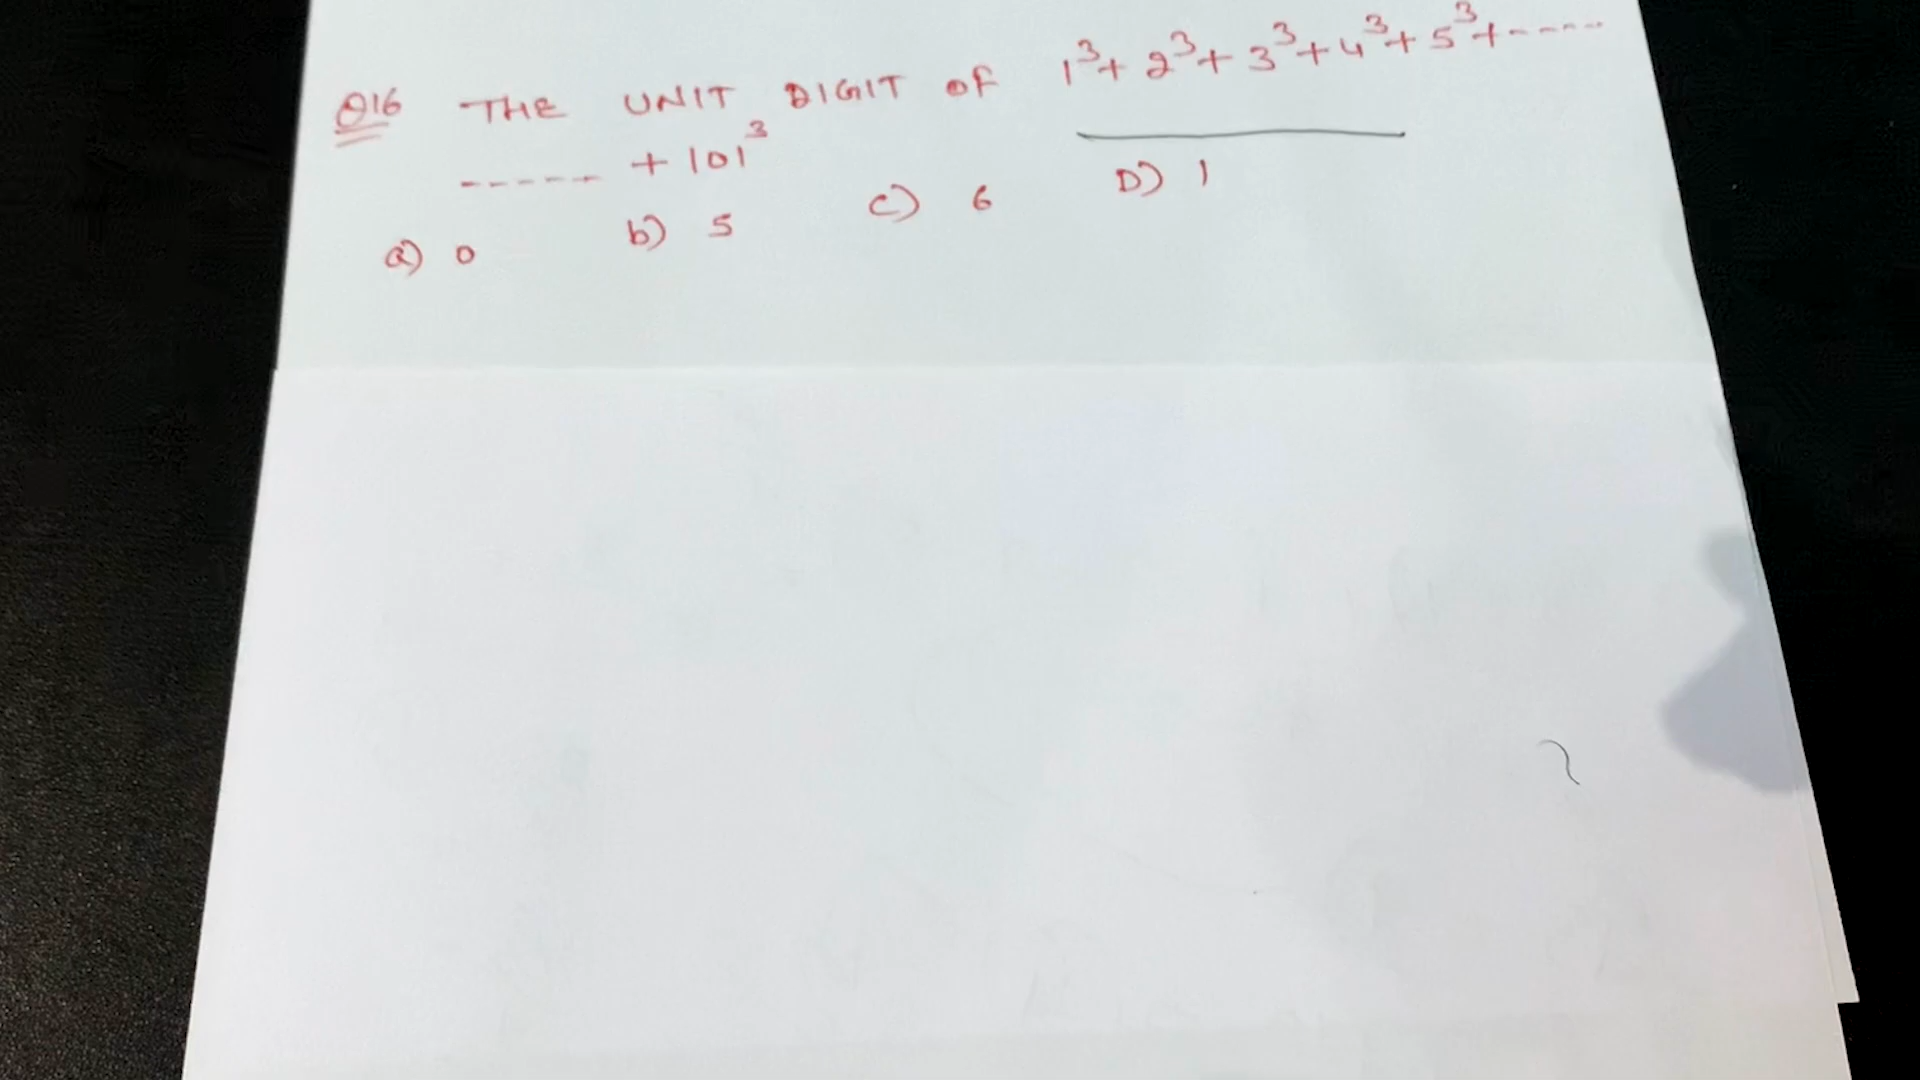 Q16 THE UNIT DIGIT OF 1³+ 2³+ 3³+ 4³+ 5³+-----
------ + 101³
a) 0 b) 5 c) 6 D) 1